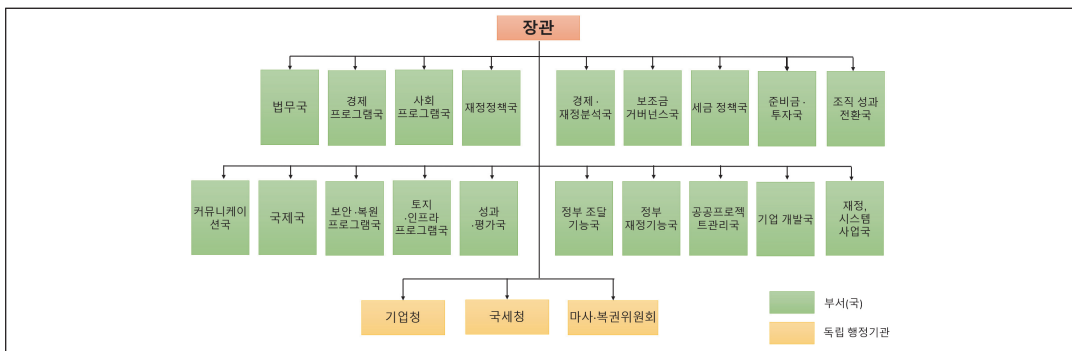 장관
법무국
경제
프로그램국
사회
프로그램국
재정정책국
경제·
재정분석국
보조금
거버넌스국
세금 정책국
준비금·
투자국
조직 성과
전환국
커뮤니케이
션국
국제국
보안·복원
프로그램국
토지
·인프라
프로그램국
성과
·평가국
정부 조달
기능국
정부
재정기능국
공공프로젝
트관리국
기업 개발국
재정,
시스템
사업국
기업청
국세청
마사·복권위원회
부서(국)
독립 행정기관